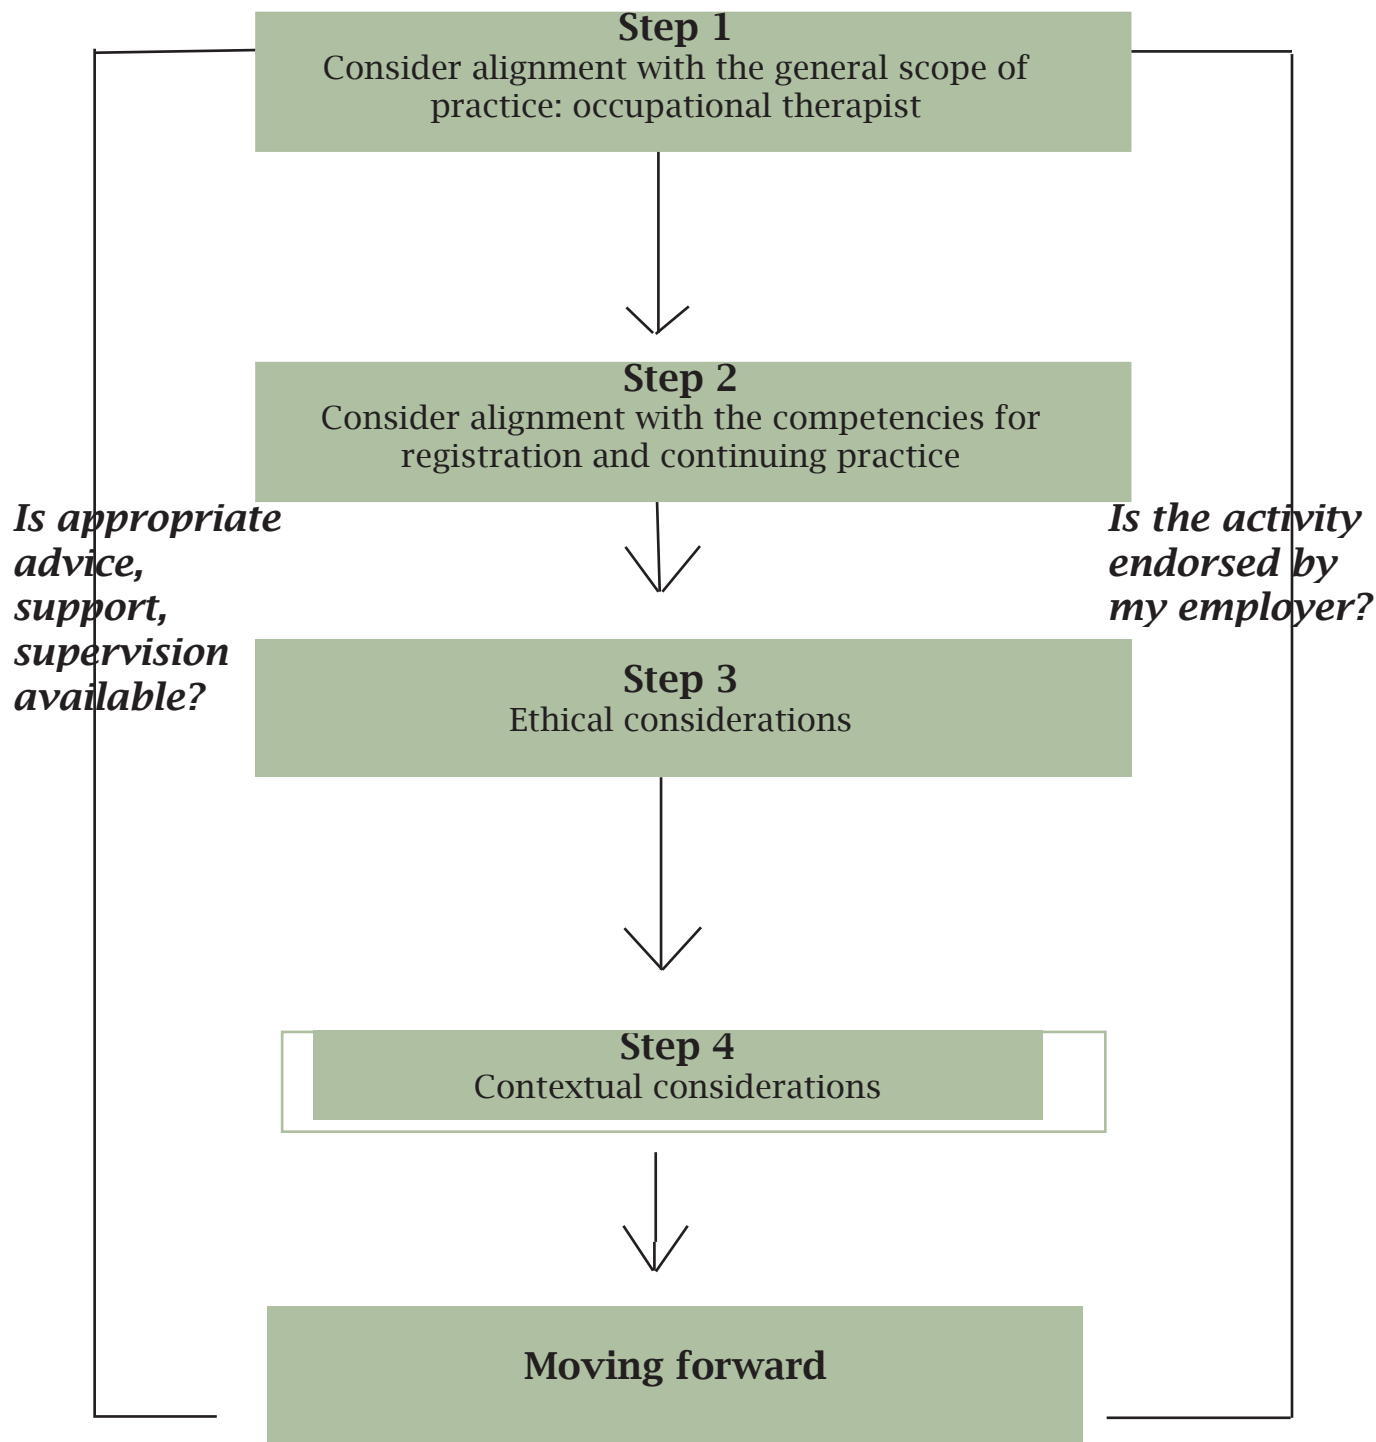 Step 1
Consider alignment with the general scope of
practice: occupational therapist
Step 2
Consider alignment with the competencies for
registration and continuing practice
Is appropriate
advice,
support,
supervision
available?
Is the activity
endorsed by
my employer?
Step 3
Ethical considerations
Step 4
Contextual considerations
Moving forward